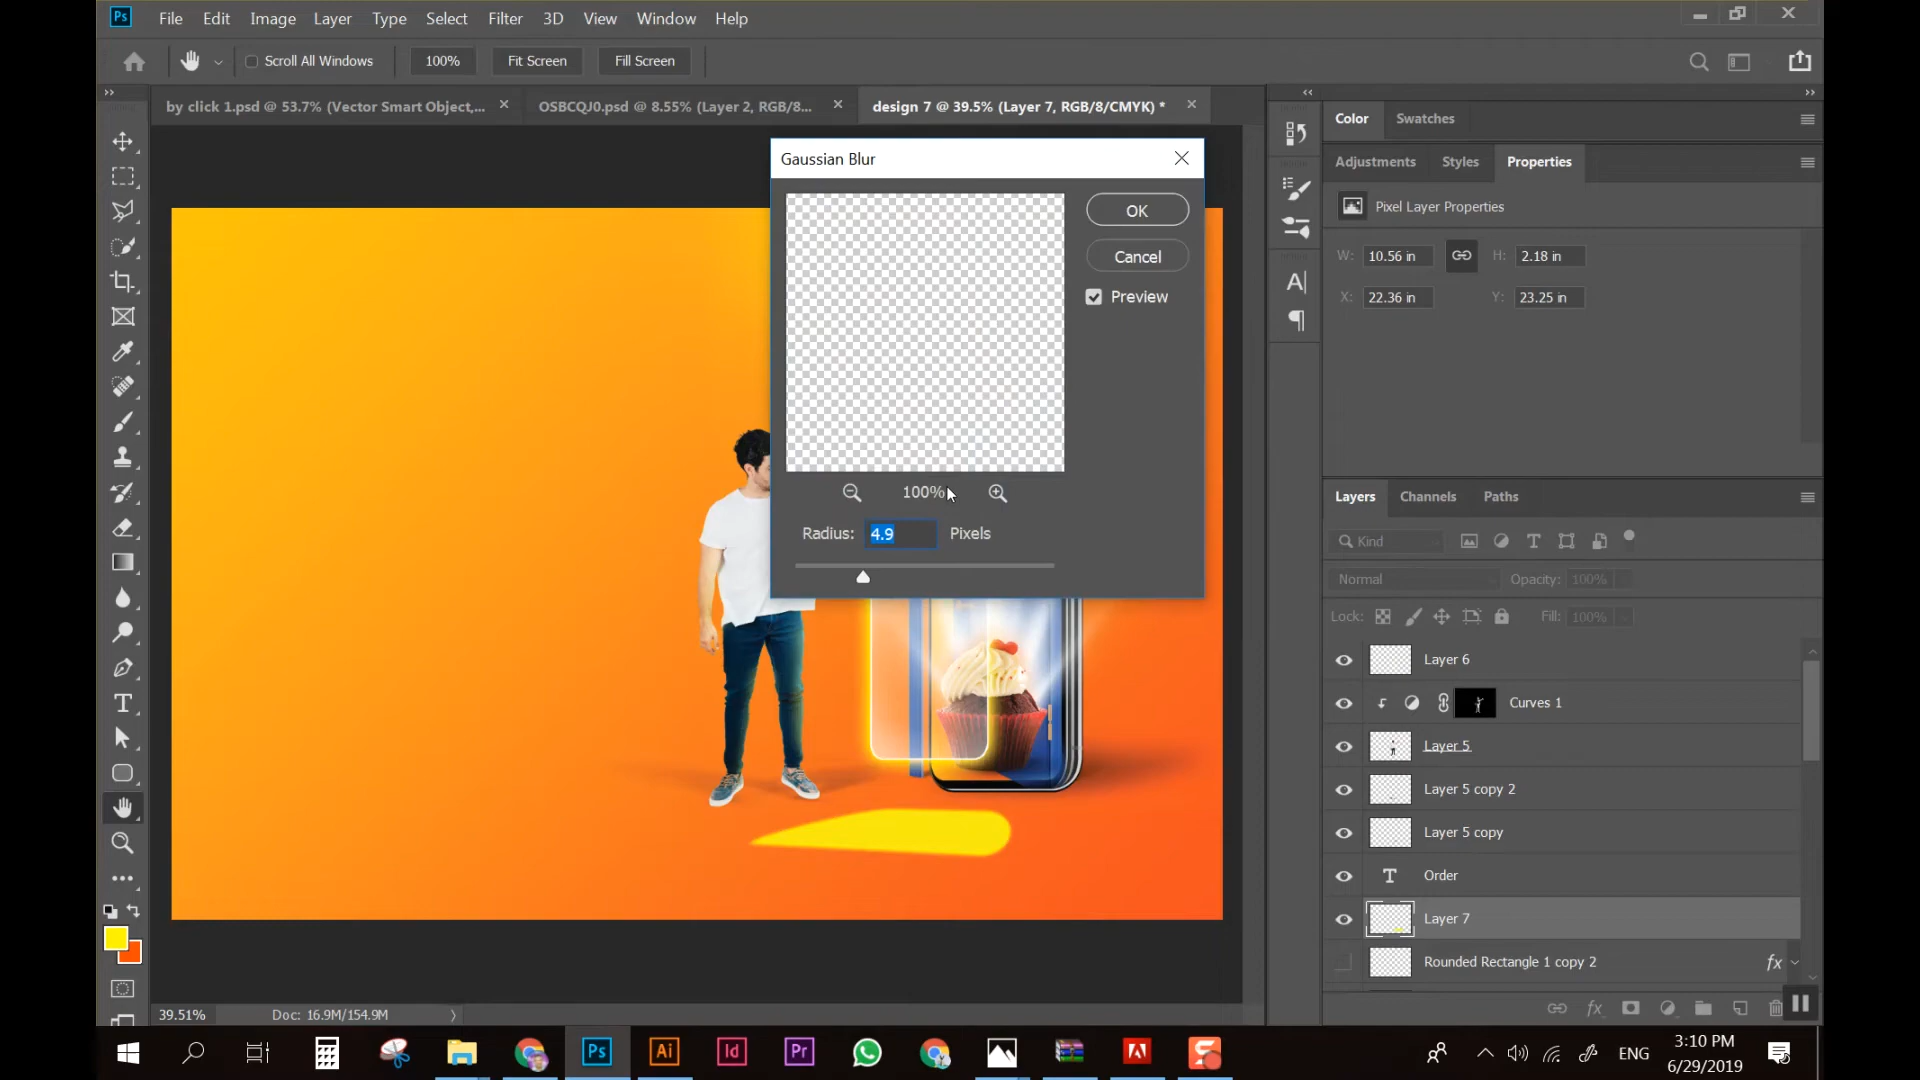 Ps File Edit Image Layer Type Select Filter 3D View Window Help
Scroll All Windows 100% Fit Screen Fill Screen
by click 1.psd @ 53.7% (Vector Smart Object,... OSBCQJ0.psd @ 8.55% (Layer 2, RGB/8... design 7 @ 39.5% (Layer 7, RGB/8/CMYK) *
Color Swatches
Adjustments Styles Properties
Pixel Layer Properties
W: 10.56 in H: 2.18 in
X: 22.36 in Y: 23.25 in
Gaussian Blur
OK
Cancel
Preview
100%
Radius: 4.9 Pixels
Layers Channels Paths
Kind
Normal Opacity: 100%
Lock: Fill: 100%
Layer 6
Curves 1
Layer 5
Layer 5 copy 2
Layer 5 copy
Order
Layer 7
Rounded Rectangle 1 copy 2 fx
39.51% Doc: 16.9M/154.9M
Ps Ai Id Pr
ENG 3:10 PM
6/29/2019